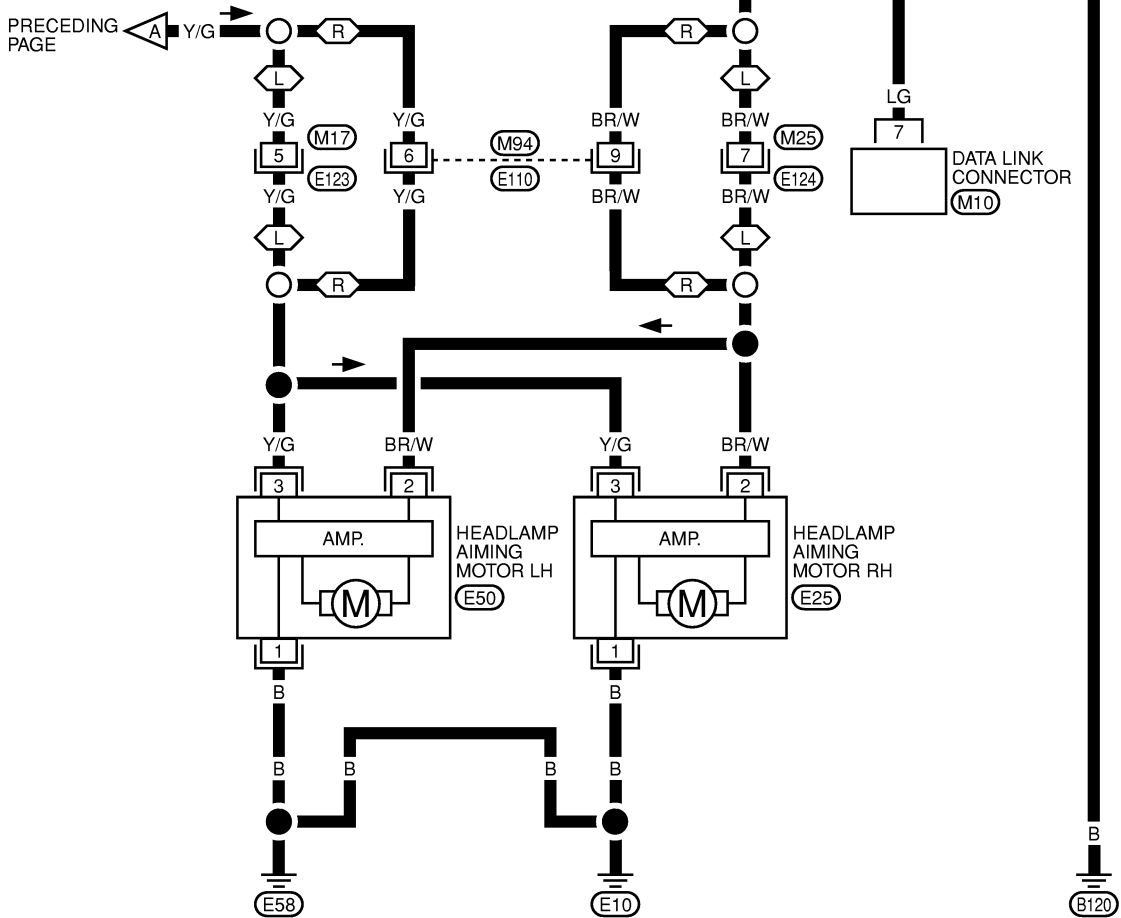 PRECEDING
PAGE
A
Y/G
R
R
L
L
LG
7
Y/G
Y/G
BR/W
BR/W
5
M17
6
M94
9
7
M25
E123
E110
E124
DATA LINK
CONNECTOR
M10
Y/G
Y/G
BR/W
BR/W
L
L
R
R
Y/G
BR/W
Y/G
BR/W
3
2
3
2
AMP.
HEADLAMP
AIMING
MOTOR LH
E50
AMP.
HEADLAMP
AIMING
MOTOR RH
E25
M
M
1
1
B
B
B
B
B
B
B
E58
E10
B120